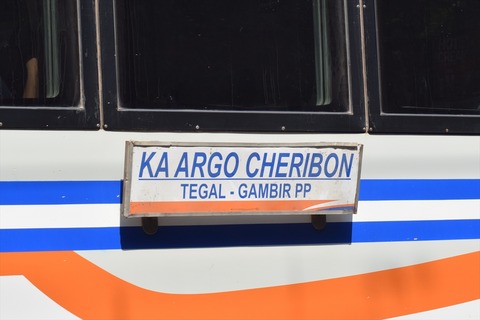 KA ARGO CHERIBON
TEGAL - GAMBIR PP